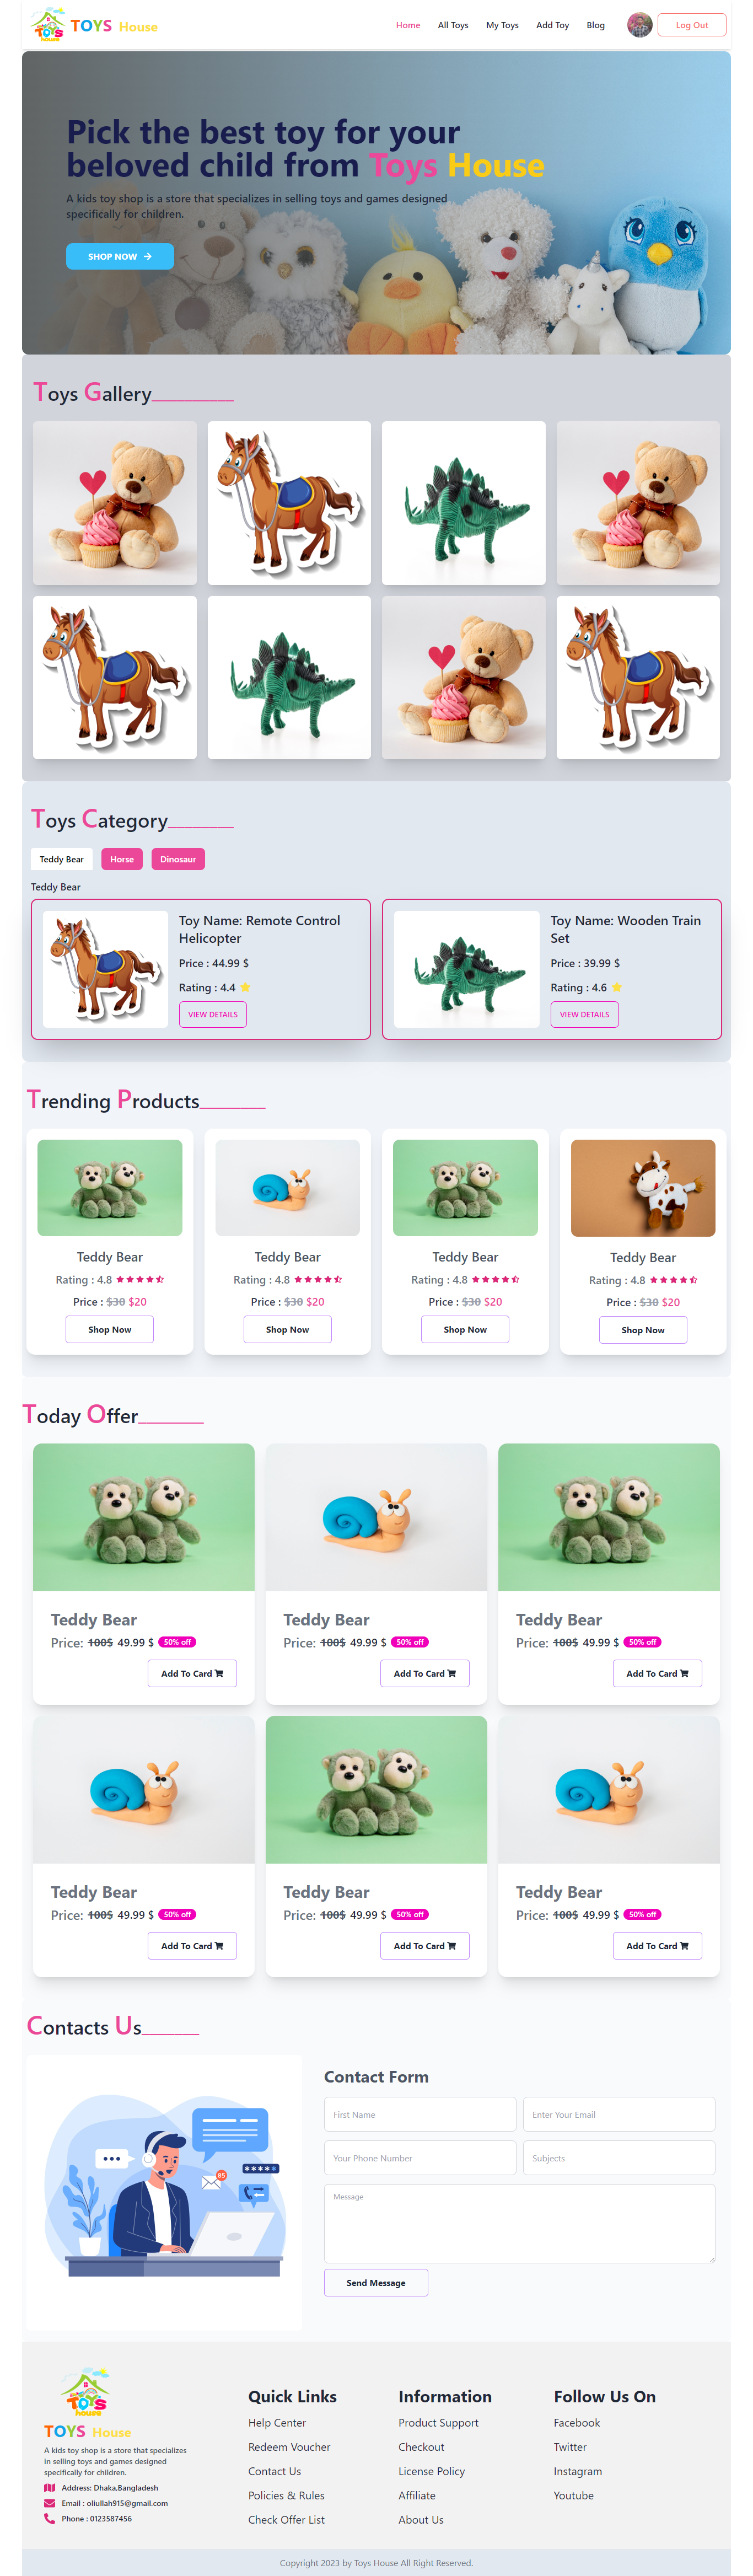 TOYS House
Home
All Toys
My Toys
Add Toy
Blog
Log Out
Pick the best toy for your
beloved child from Toys House
A kids toy shop is a store that specializes in selling toys and games designed
specifically for children.
SHOP NOW
Toys Gallery
Toys Category
Teddy Bear
Horse
Dinosaur
Teddy Bear
Toy Name: Remote Control
Helicopter
Price : 44.99 $
Rating : 4.4
VIEW DETAILS
Toy Name: Wooden Train
Set
Price : 39.99 $
Rating : 4.6
VIEW DETAILS
Trending Products
Teddy Bear
Rating : 4.8
Price : $30 $20
Shop Now
Teddy Bear
Rating : 4.8
Price : $30 $20
Shop Now
Teddy Bear
Rating : 4.8
Price : $30 $20
Shop Now
Teddy Bear
Rating : 4.8
Price : $30 $20
Shop Now
Today Offer
Teddy Bear
Price: 100$ 49.99 $ 50% off
Add To Card
Teddy Bear
Price: 100$ 49.99 $ 50% off
Add To Card
Teddy Bear
Price: 100$ 49.99 $ 50% off
Add To Card
Teddy Bear
Price: 100$ 49.99 $ 50% off
Add To Card
Teddy Bear
Price: 100$ 49.99 $ 50% off
Add To Card
Teddy Bear
Price: 100$ 49.99 $ 50% off
Add To Card
Contacts Us
Contact Form
First Name
Enter Your Email
Your Phone Number
Subjects
Message
Send Message
Toys
house
TOYS House
A kids toy shop is a store that specializes
in selling toys and games designed
specifically for children.
Address: Dhaka,Bangladesh
Email : oliullah915@gmail.com
Phone : 0123587456
Quick Links
Help Center
Redeem Voucher
Contact Us
Policies & Rules
Check Offer List
Information
Product Support
Checkout
License Policy
Affiliate
About Us
Follow Us On
Facebook
Twitter
Instagram
Youtube
Copyright 2023 by Toys House All Right Reserved.